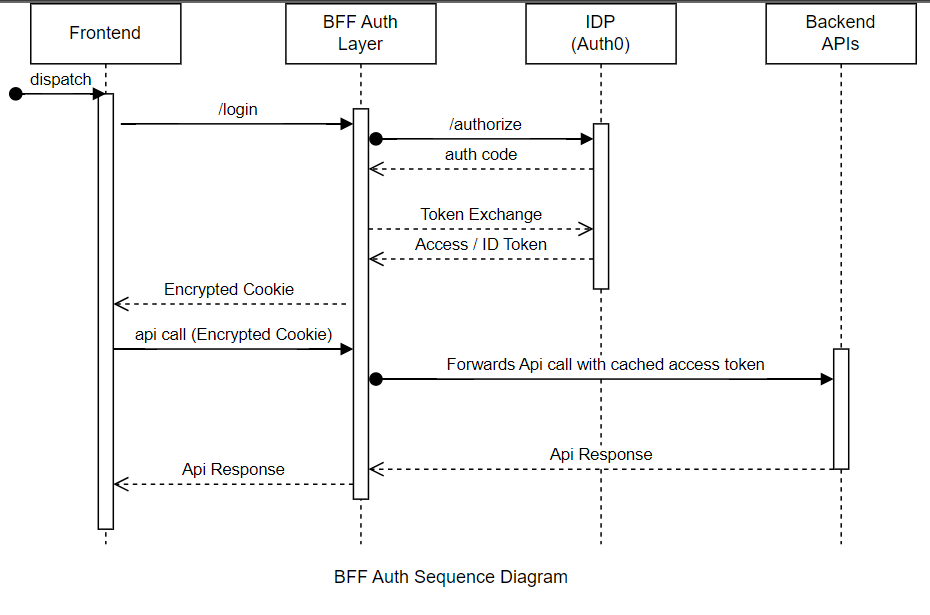 Frontend
BFF Auth
Layer
IDP
(Auth0)
Backend
APIs
dispatch
/login
/authorize
auth code
Token Exchange
Access / ID Token
Encrypted Cookie
api call (Encrypted Cookie)
Forwards Api call with cached access token
Api Response
Api Response
BFF Auth Sequence Diagram